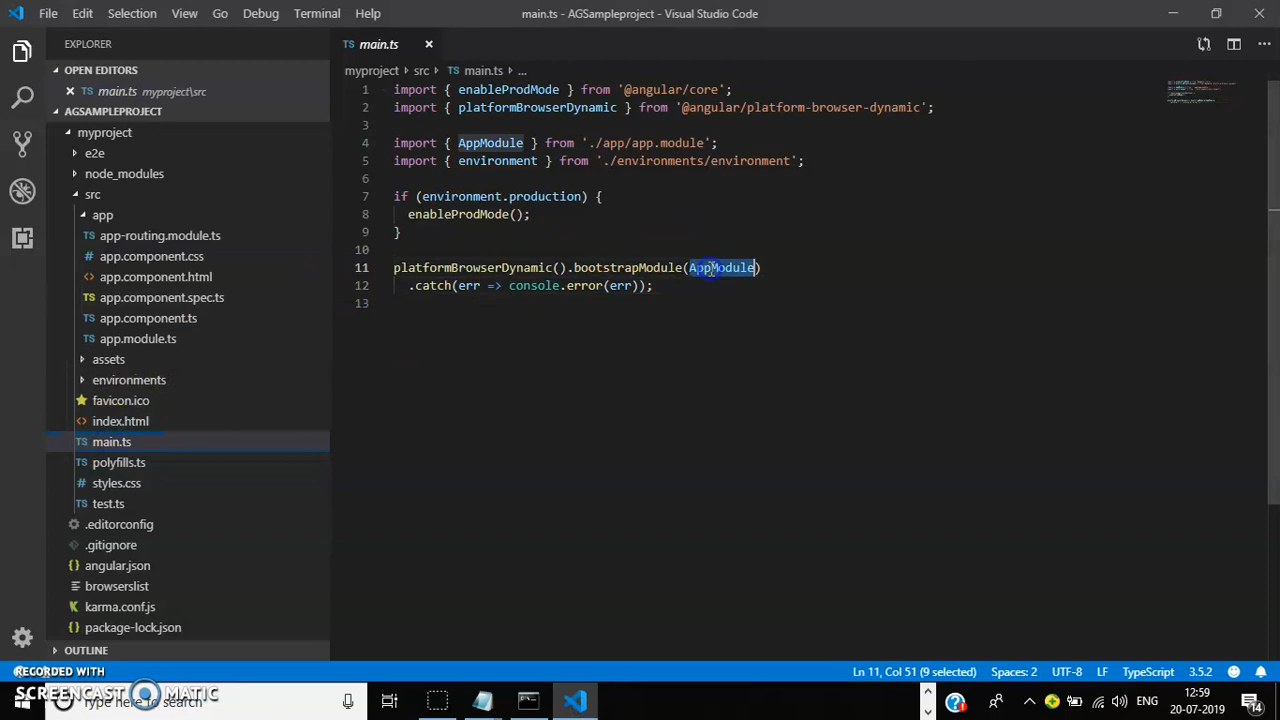 File Edit Selection View Go Debug Terminal Help
main.ts - AGSampleproject - Visual Studio Code
EXPLORER
OPEN EDITORS
main.ts myproject\src
AGSAMPLEPROJECT
myproject
e2e
node_modules
src
app
app-routing.module.ts
app.component.css
app.component.html
app.component.spec.ts
app.component.ts
app.module.ts
assets
environments
favicon.ico
index.html
TS main.ts
TS polyfills.ts
# styles.css
TS test.ts
.editorconfig
.gitignore
{} angular.json
browserslist
K karma.conf.js
{} package-lock.json
OUTLINE
TS main.ts
myproject › src › TS main.ts › ...
1 import { enableProdMode } from '@angular/core';
2 import { platformBrowserDynamic } from '@angular/platform-browser-dynamic';
3
4 import { AppModule } from './app/app.module';
5 import { environment } from './environments/environment';
6
7 if (environment.production) {
8 enableProdMode();
9 }
10
11 platformBrowserDynamic().bootstrapModule(AppModule)
12 .catch(err => console.error(err));
13
Ln 11, Col 51 (9 selected) Spaces: 2 UTF-8 LF TypeScript 3.5.2
RECORDED WITH
SCREENCAST MATIC
Type here to search
ENG
12:59
20-07-2019
14